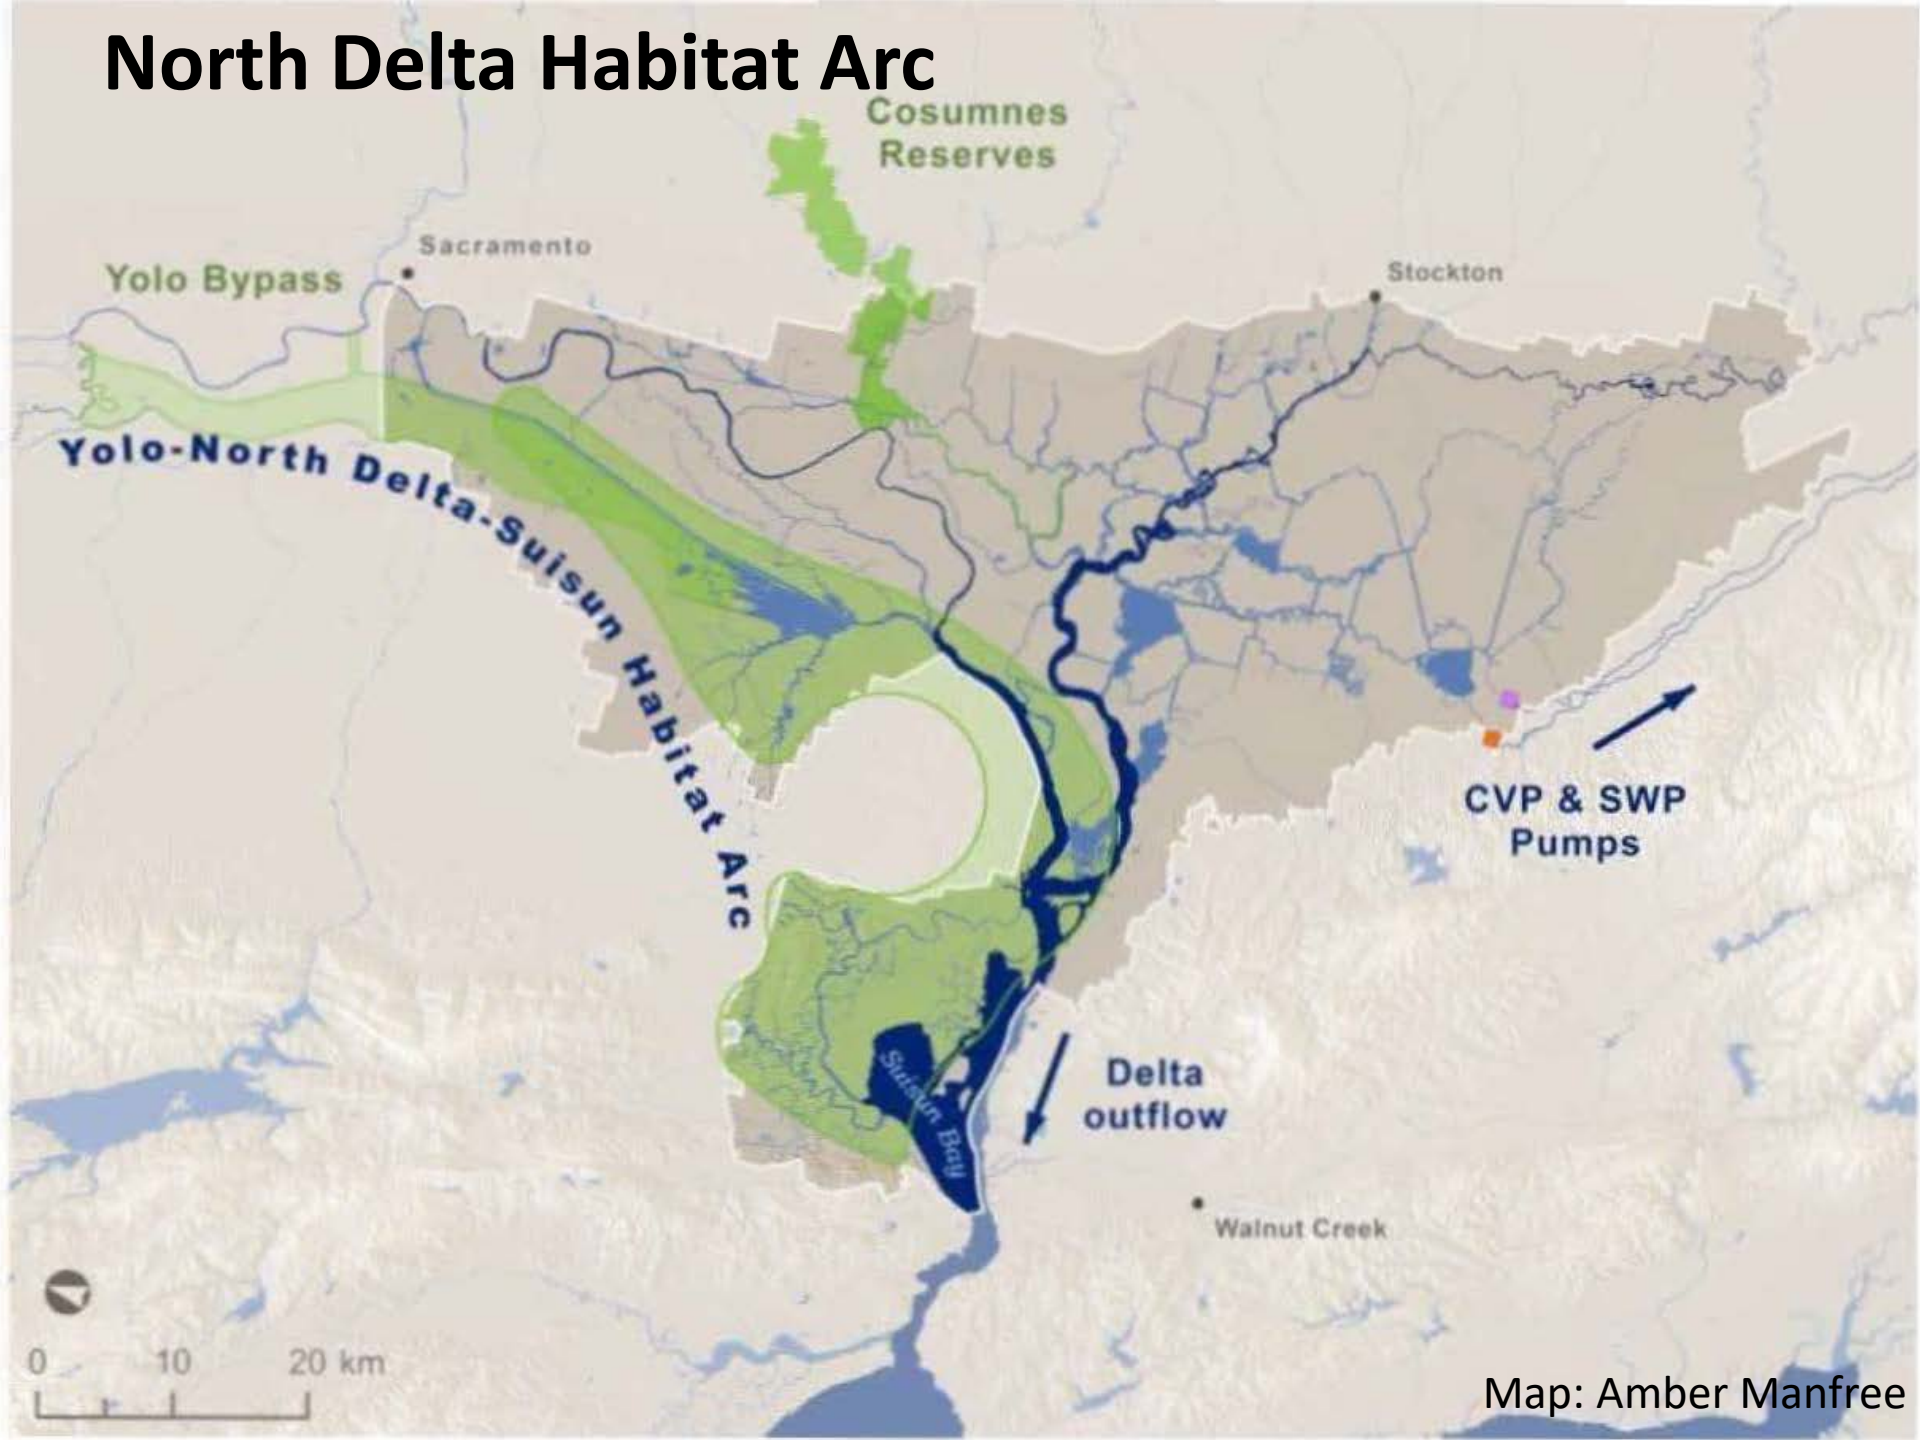 North Delta Habitat Arc
Cosumnes
Reserves
Sacramento
Yolo Bypass
Stockton
Yolo-North Delta-Suisun Habitat Arc
CVP & SWP
Pumps
Suisun Bay
Delta
outflow
Walnut Creek
0 10 20 km
Map: Amber Manfree